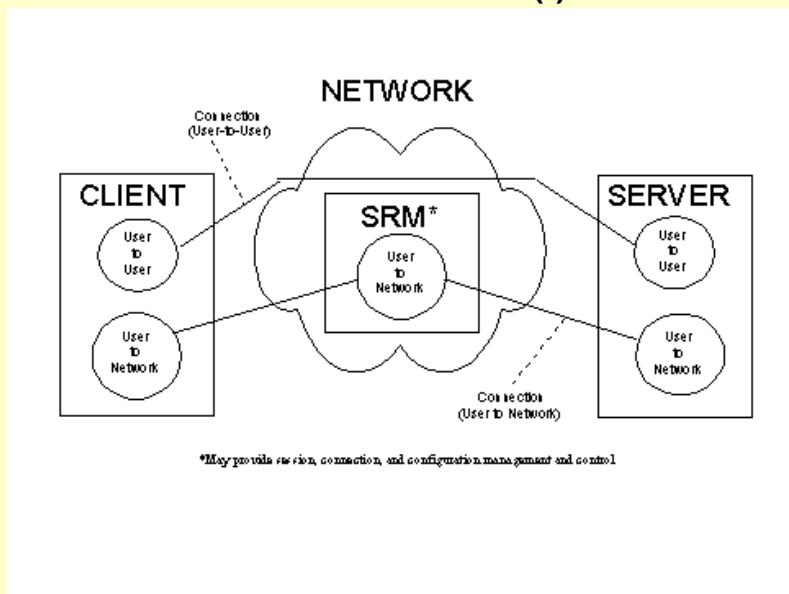 NETWORK
Connection
(User-to-User)
CLIENT
User
to
User
User
to
Network
SRM*
User
to
Network
SERVER
User
to
User
User
to
Network
Connection
(User to Network)
*May provide session, connection, and configuration management and control